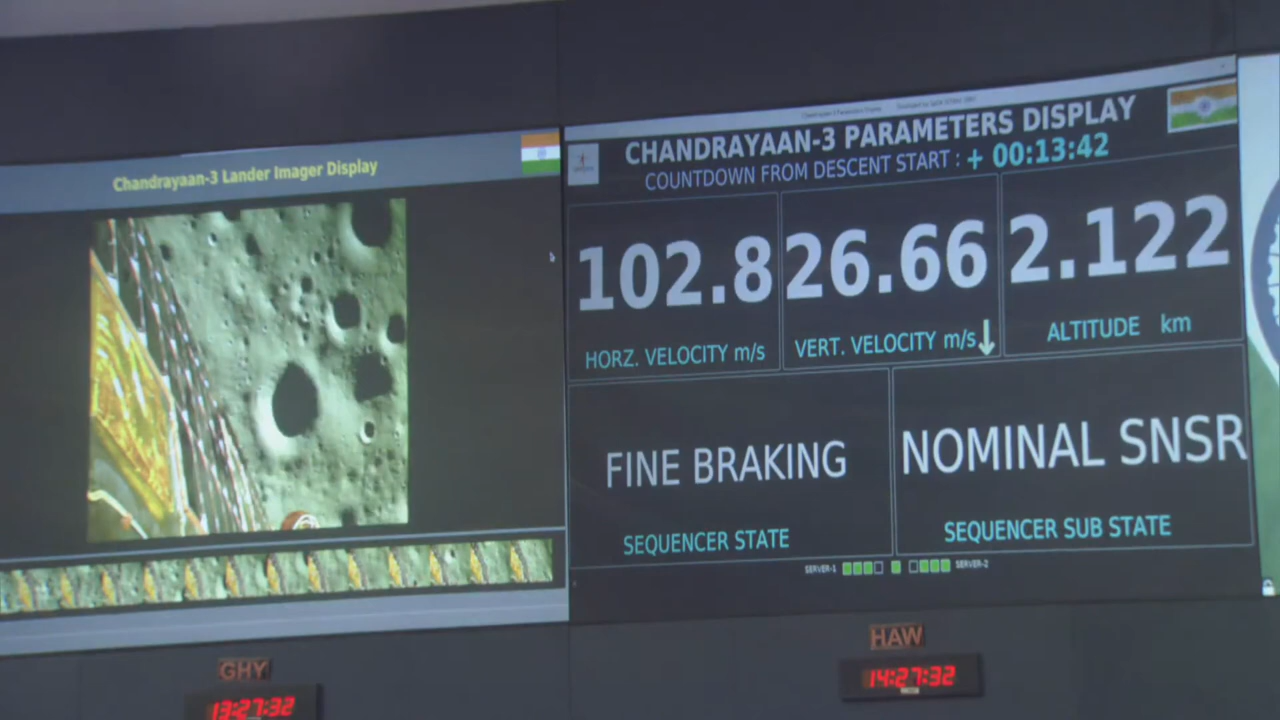 Chandrayaan-3 Lander Imager Display
CHANDRAYAAN-3 PARAMETERS DISPLAY
COUNTDOWN FROM DESCENT START : + 00:13:42
102.8
HORZ. VELOCITY m/s
26.66
VERT. VELOCITY m/s↓
2.122
ALTITUDE km
FINE BRAKING
SEQUENCER STATE
NOMINAL SNSR
SEQUENCER SUB STATE
SERVER-1
SERVER-2
GHY
13:27:32
HAW
14:27:32